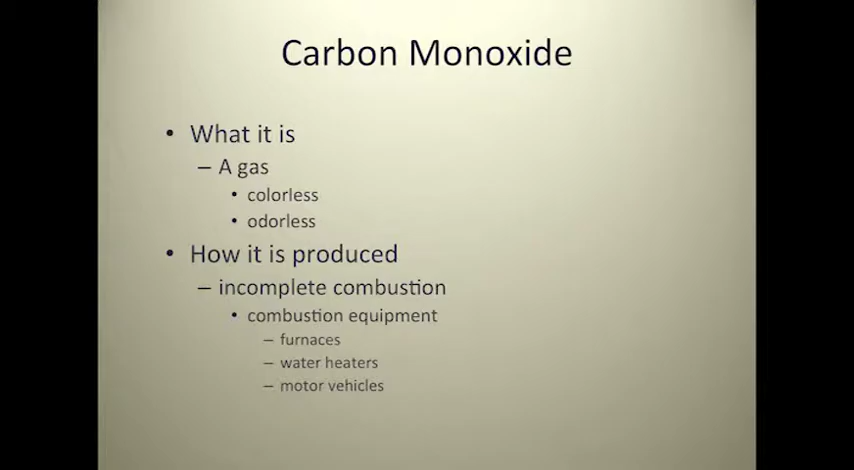 Carbon Monoxide
• What it is
– A gas
• colorless
• odorless
• How it is produced
– incomplete combustion
• combustion equipment
– furnaces
– water heaters
– motor vehicles